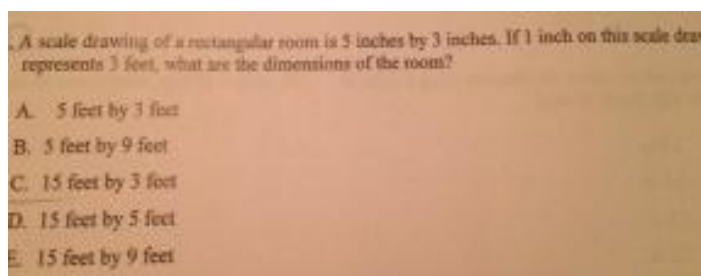 A scale drawing of a rectangular room is 5 inches by 3 inches. If 1 inch on this scale draw
represents 3 feet, what are the dimensions of the room?
A. 5 feet by 3 feet
B. 5 feet by 9 feet
C. 15 feet by 3 feet
D. 15 feet by 5 feet
E. 15 feet by 9 feet